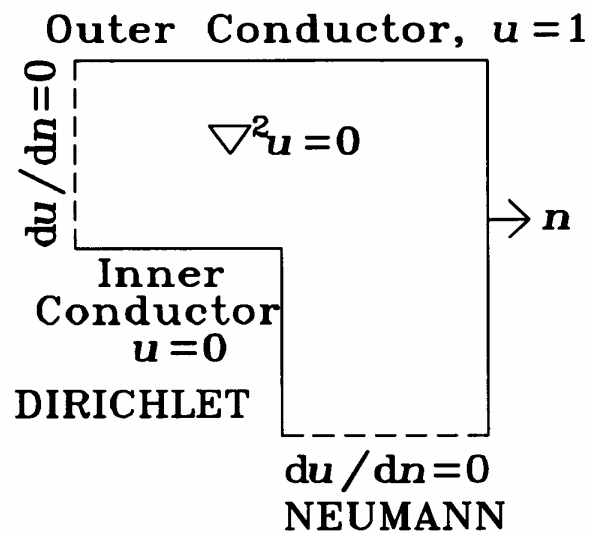 Outer Conductor, u=1
du/dn=0
∇²u=0
n
Inner
Conductor
u=0
DIRICHLET
du/dn=0
NEUMANN